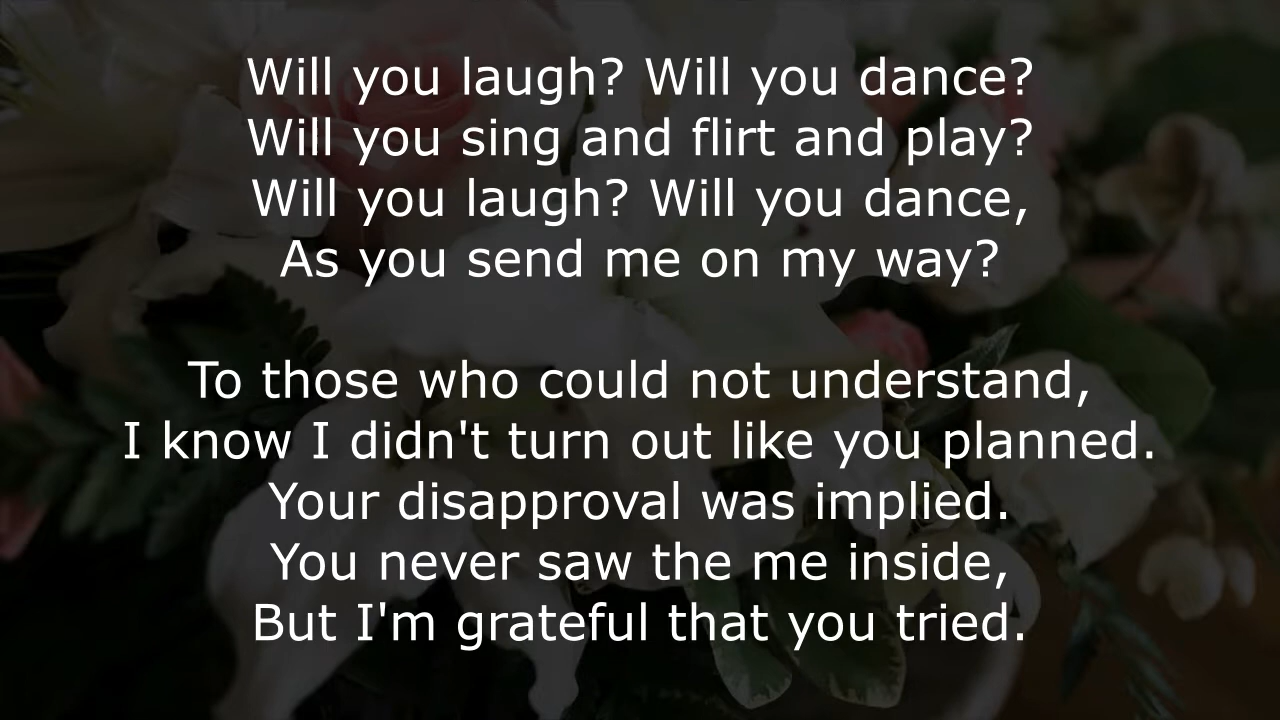 Will you laugh? Will you dance?
Will you sing and flirt and play?
Will you laugh? Will you dance,
As you send me on my way?
To those who could not understand,
I know I didn't turn out like you planned.
Your disapproval was implied.
You never saw the me inside,
But I'm grateful that you tried.